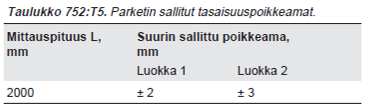 Taulukko 752:T5. Parketin sallitut tasaisuuspoikkeamat.
Mittauspituus L, mm Suurin sallittu poikkeama, mm
Luokka 1 Luokka 2
2000 ± 2 ± 3